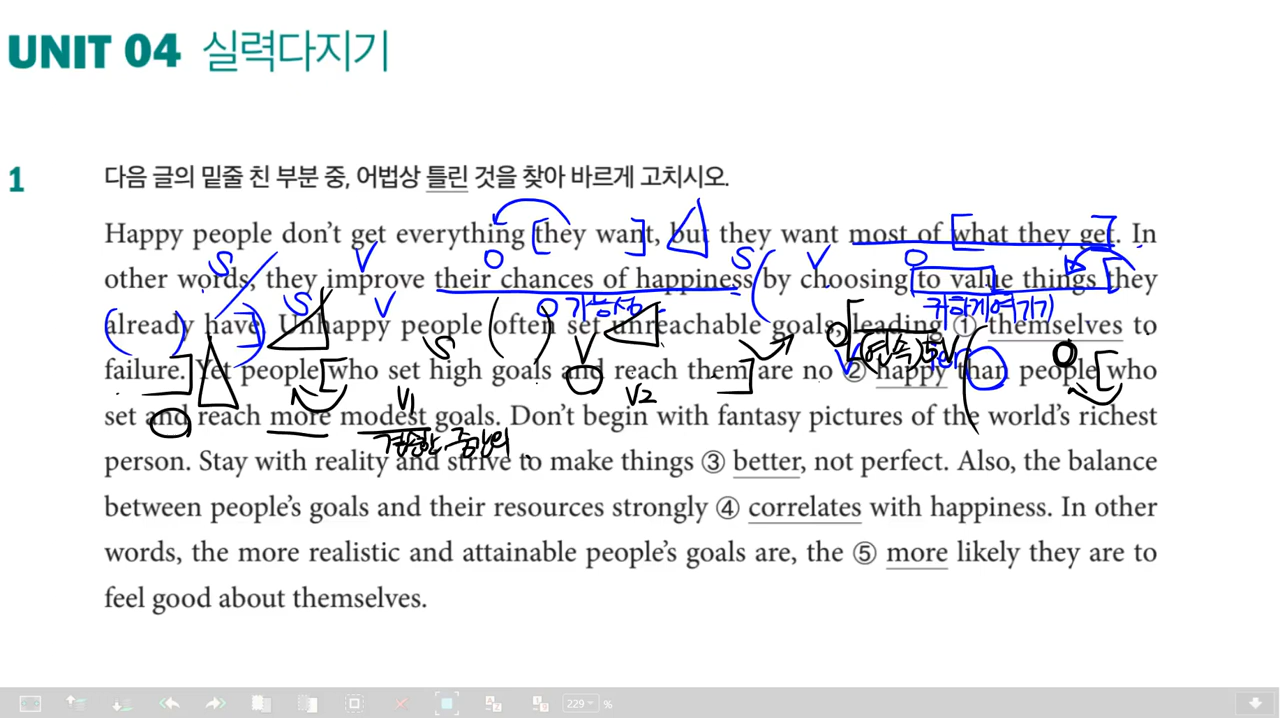 UNIT 04 실력다지기
1 다음 글의 밑줄 친 부분 중, 어법상 틀린 것을 찾아 바르게 고치시오.
Happy people don't get everything they want, but they want most of what they get. In
S V O S V O
other words, they improve their chances of happiness by choosing to value things they
S V O 가능성 귀하게여기기
already have. Unhappy people often set unreachable goals, leading ① themselves to
S V O V O
failure. Yet people who set high goals and reach them are no ② happy than people who
V1 V2
set and reach more modest goals. Don't begin with fantasy pictures of the world's richest
겸손한
person. Stay with reality and strive to make things ③ better, not perfect. Also, the balance
between people's goals and their resources strongly ④ correlates with happiness. In other
words, the more realistic and attainable people's goals are, the ⑤ more likely they are to
feel good about themselves.
229 %